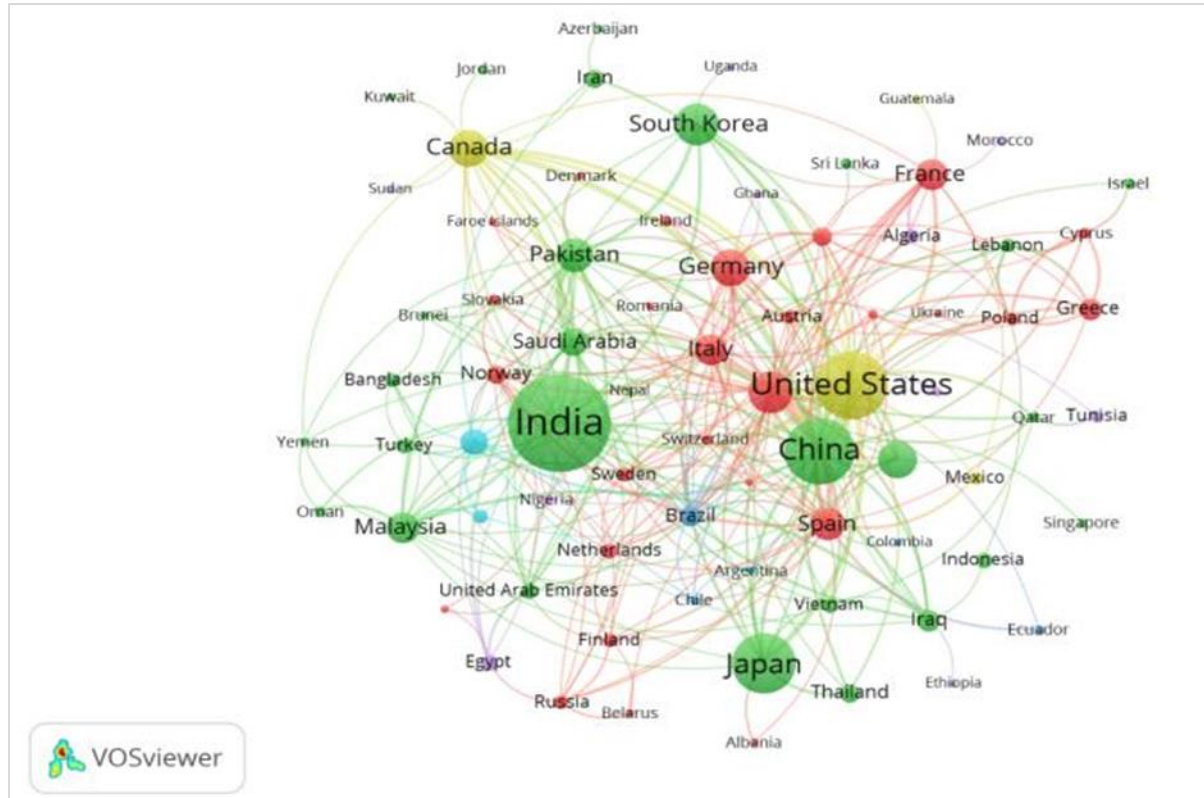 Azerbaijan
Uganda
Jordan
Iran
Kuwait
Guatemala
South Korea
Canada
Morocco
Sri Lanka
France
Denmark
Sudan
Ghana
Israel
Faroe Islands
Ireland
Algeria
Cyprus
Lebanon
Pakistan
Germany
Slovakia
Romania
Brunei
Austria
Ukraine
Poland
Greece
Saudi Arabia
Italy
Norway
Bangladesh
Nepal
United States
India
Qatar
Tunisia
Yemen
Turkey
Switzerland
China
Sweden
Mexico
Nigeria
Oman
Malaysia
Brazil
Spain
Singapore
Colombia
Netherlands
Indonesia
Argentina
United Arab Emirates
Chile
Vietnam
Iraq
Ecuador
Finland
Egypt
Japan
Ethiopia
Thailand
Russia
Belarus
Albania
VOSviewer